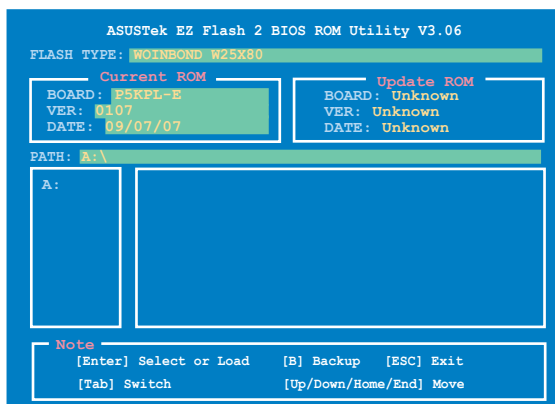 ASUSTek EZ Flash 2 BIOS ROM Utility V3.06
FLASH TYPE: WOINBOND W25X80
Current ROM
BOARD: P5KPL-E
VER: 0107
DATE: 09/07/07
Update ROM
BOARD: Unknown
VER: Unknown
DATE: Unknown
PATH: A:\
A:
Note
[Enter] Select or Load [B] Backup [ESC] Exit
[Tab] Switch [Up/Down/Home/End] Move